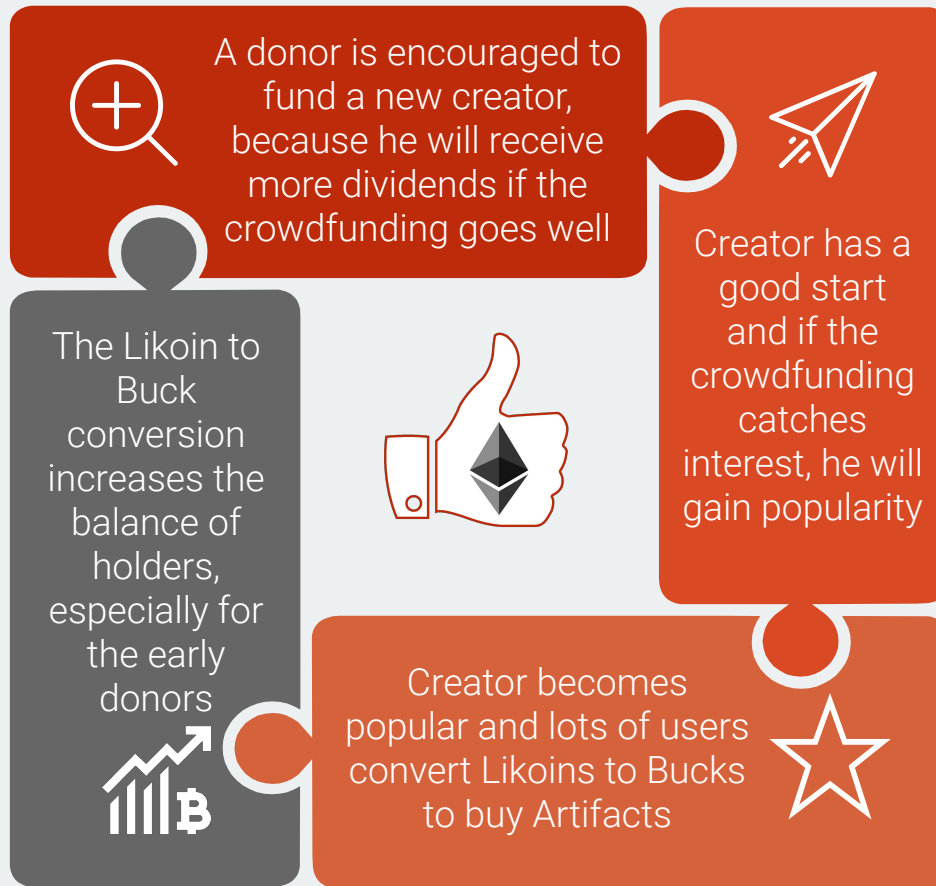 A donor is encouraged to
fund a new creator,
because he will receive
more dividends if the
crowdfunding goes well
Creator has a
good start
and if the
crowdfunding
catches
interest, he will
gain popularity
Creator becomes
popular and lots of users
convert Likoins to Bucks
to buy Artifacts
The Likoin to
Buck
conversion
increases the
balance of
holders,
especially for
the early
donors